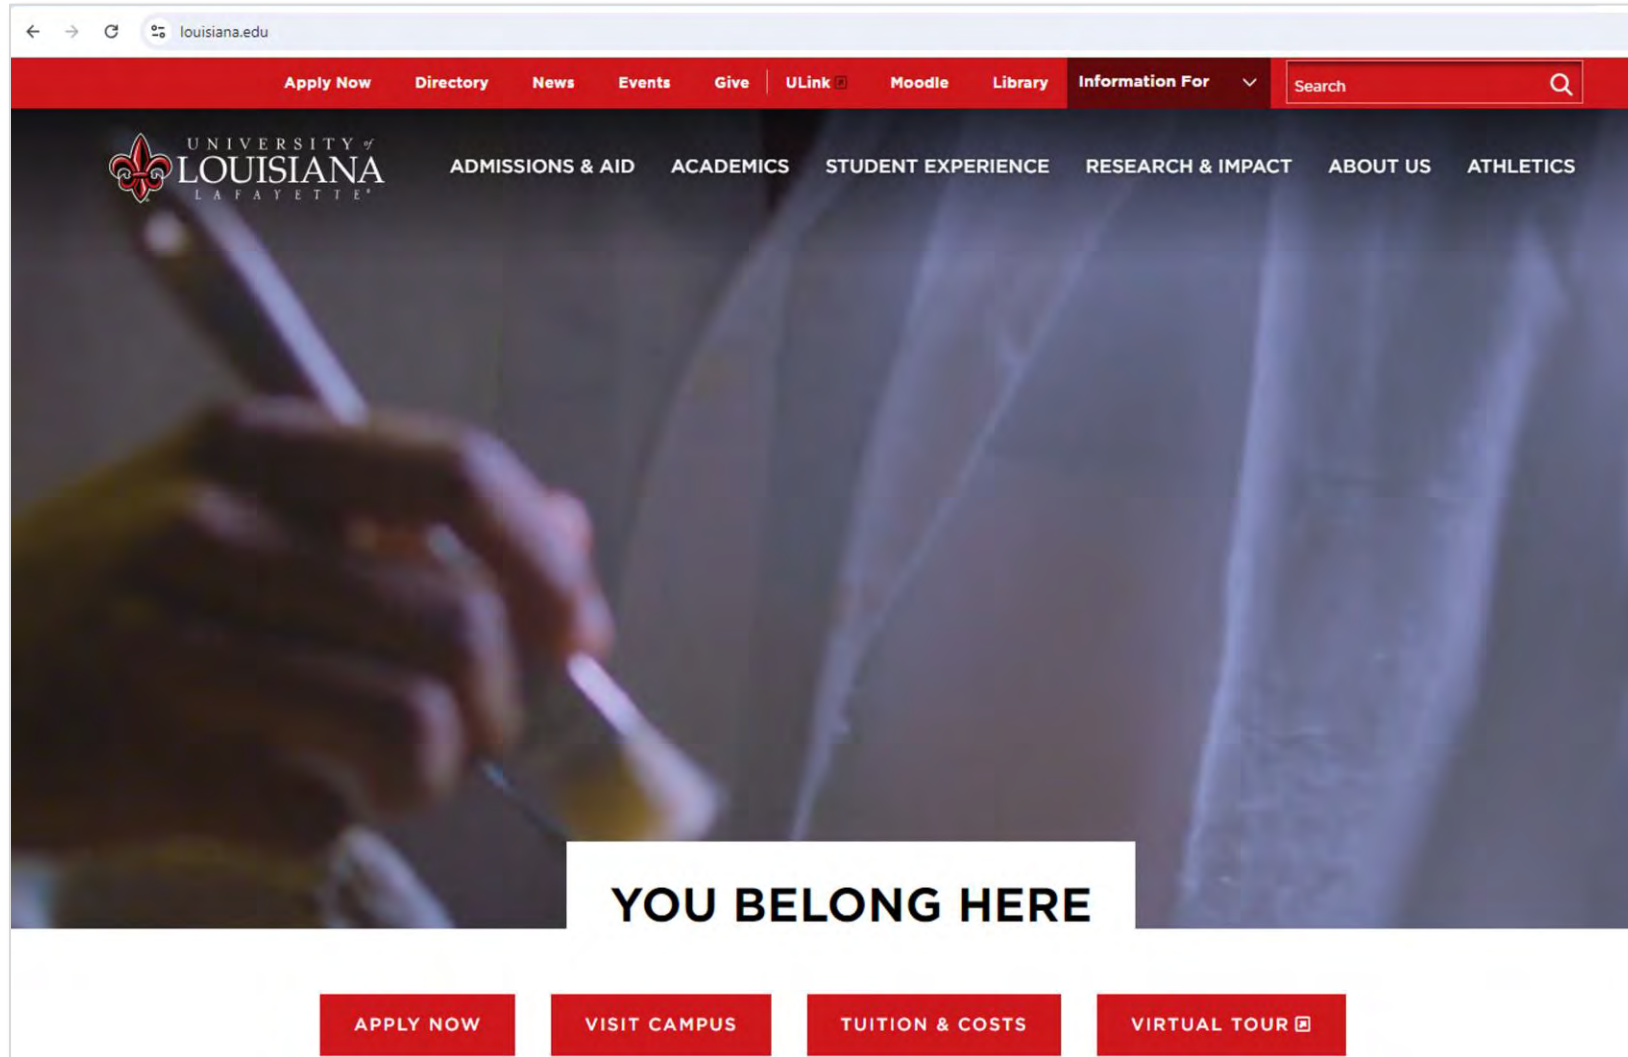 louisiana.edu
Apply Now Directory News Events Give ULink Moodle Library Information For Search
UNIVERSITY of
LOUISIANA
LAFAYETTE®
ADMISSIONS & AID ACADEMICS STUDENT EXPERIENCE RESEARCH & IMPACT ABOUT US ATHLETICS
YOU BELONG HERE
APPLY NOW VISIT CAMPUS TUITION & COSTS VIRTUAL TOUR